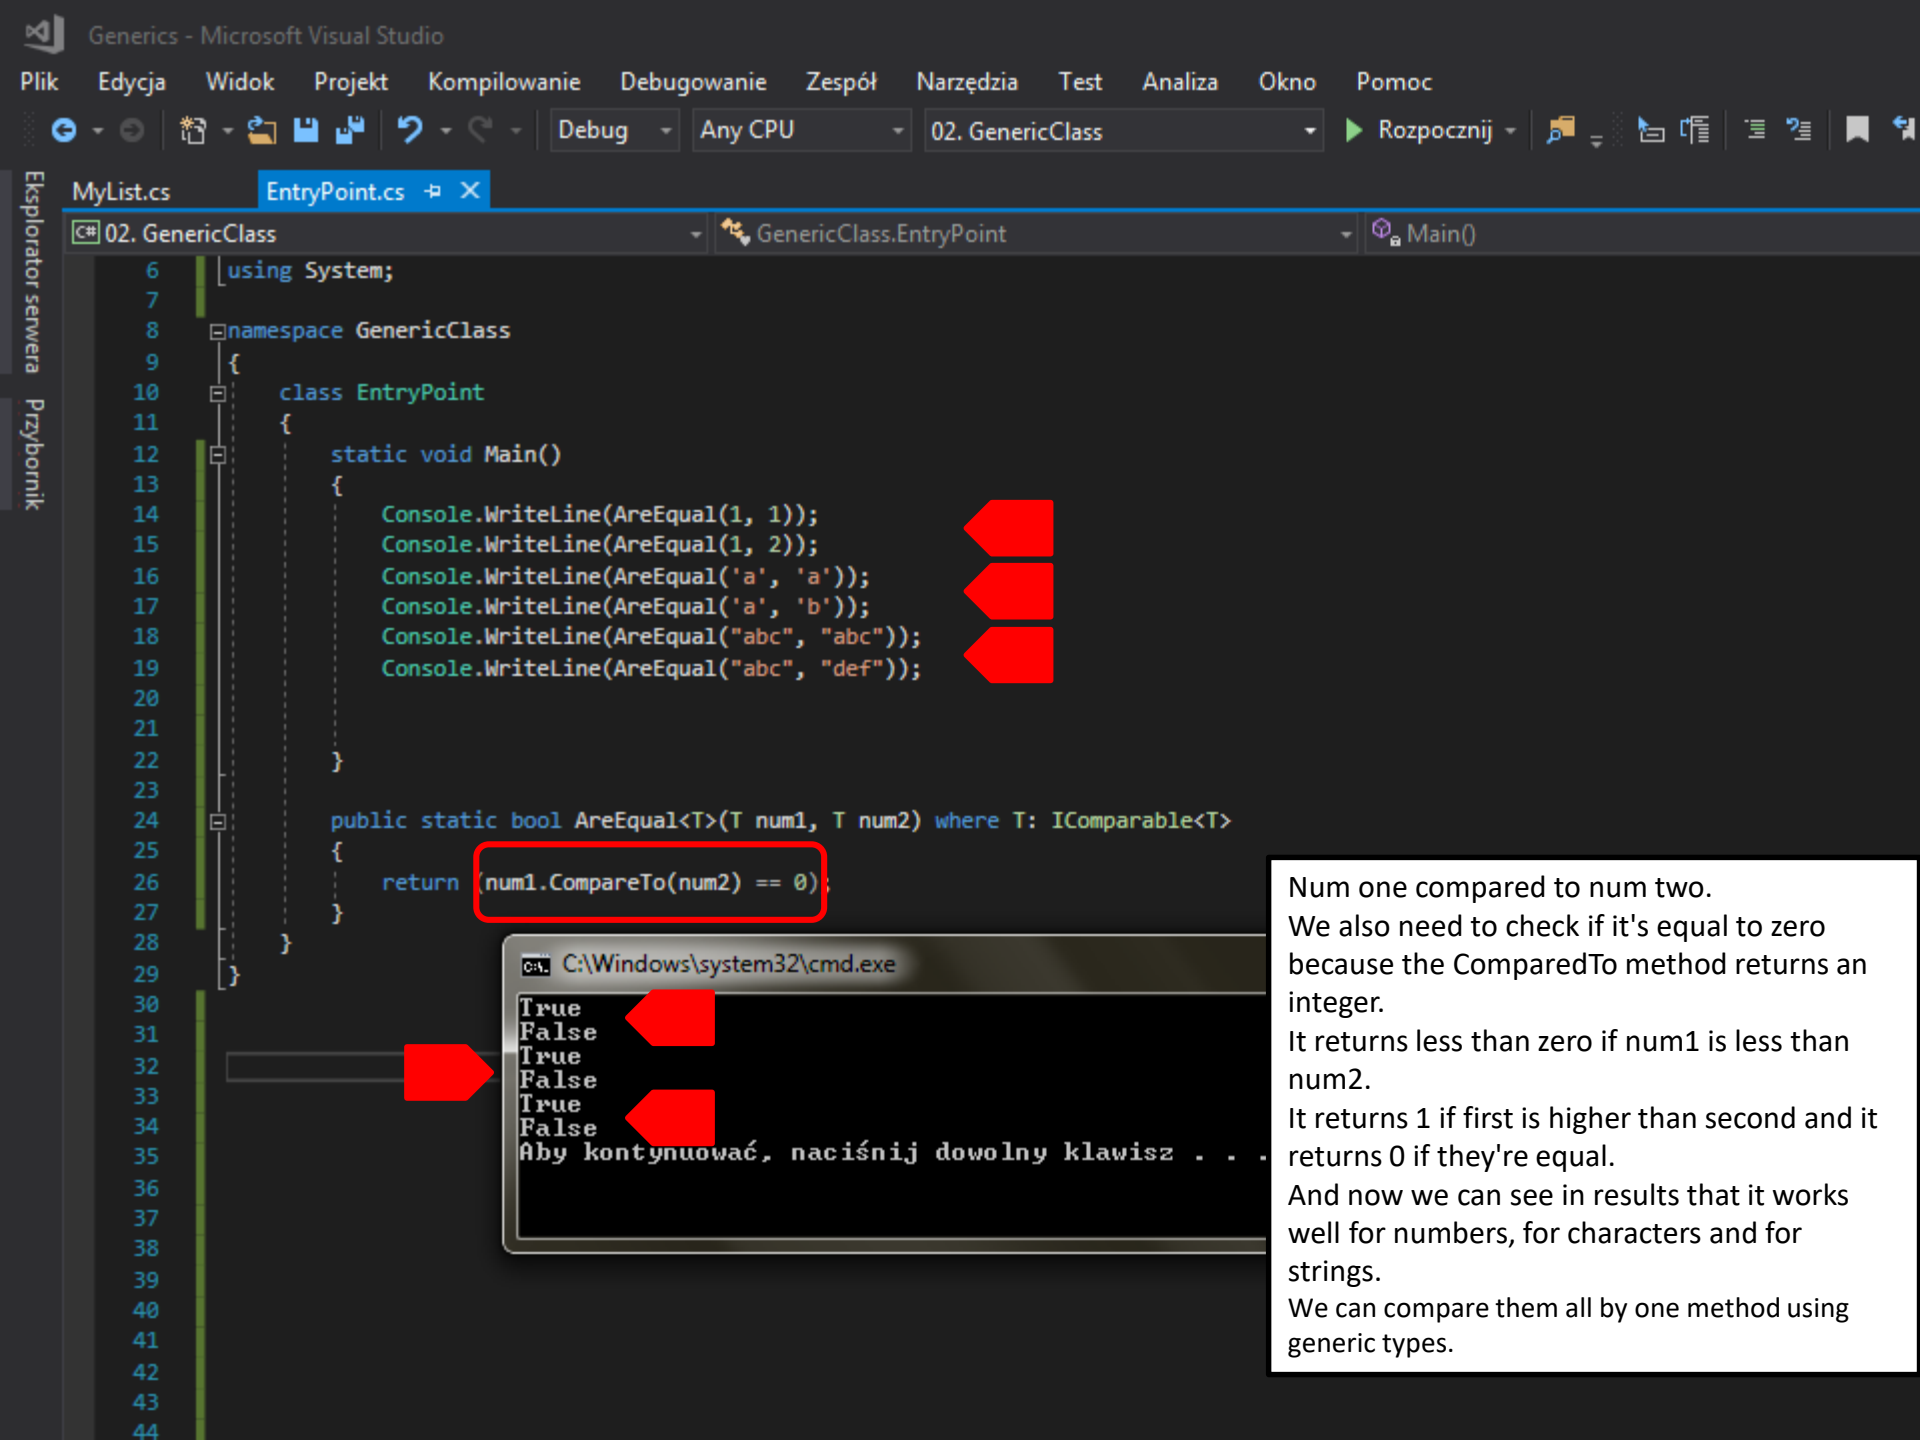 Generics - Microsoft Visual Studio
Plik Edycja Widok Projekt Kompilowanie Debugowanie Zespół Narzędzia Test Analiza Okno Pomoc
Debug Any CPU 02. GenericClass Rozpocznij
Eksplorator serwera
Przybornik
MyList.cs EntryPoint.cs
C# 02. GenericClass GenericClass.EntryPoint Main()
6 using System;
7
8 namespace GenericClass
9 {
10 class EntryPoint
11 {
12 static void Main()
13 {
14 Console.WriteLine(AreEqual(1, 1));
15 Console.WriteLine(AreEqual(1, 2));
16 Console.WriteLine(AreEqual('a', 'a'));
17 Console.WriteLine(AreEqual('a', 'b'));
18 Console.WriteLine(AreEqual("abc", "abc"));
19 Console.WriteLine(AreEqual("abc", "def"));
20
21
22 }
23
24 public static bool AreEqual<T>(T num1, T num2) where T: IComparable<T>
25 {
26 return (num1.CompareTo(num2) == 0);
27 }
28 }
29 }
30
31
32
33
34
35
36
37
38
39
40
41
42
43
44
C:\Windows\system32\cmd.exe
True
False
True
False
True
False
Aby kontynuować, naciśnij dowolny klawisz . . .
Num one compared to num two.
We also need to check if it's equal to zero
because the ComparedTo method returns an
integer.
It returns less than zero if num1 is less than
num2.
It returns 1 if first is higher than second and it
returns 0 if they're equal.
And now we can see in results that it works
well for numbers, for characters and for
strings.
We can compare them all by one method using
generic types.